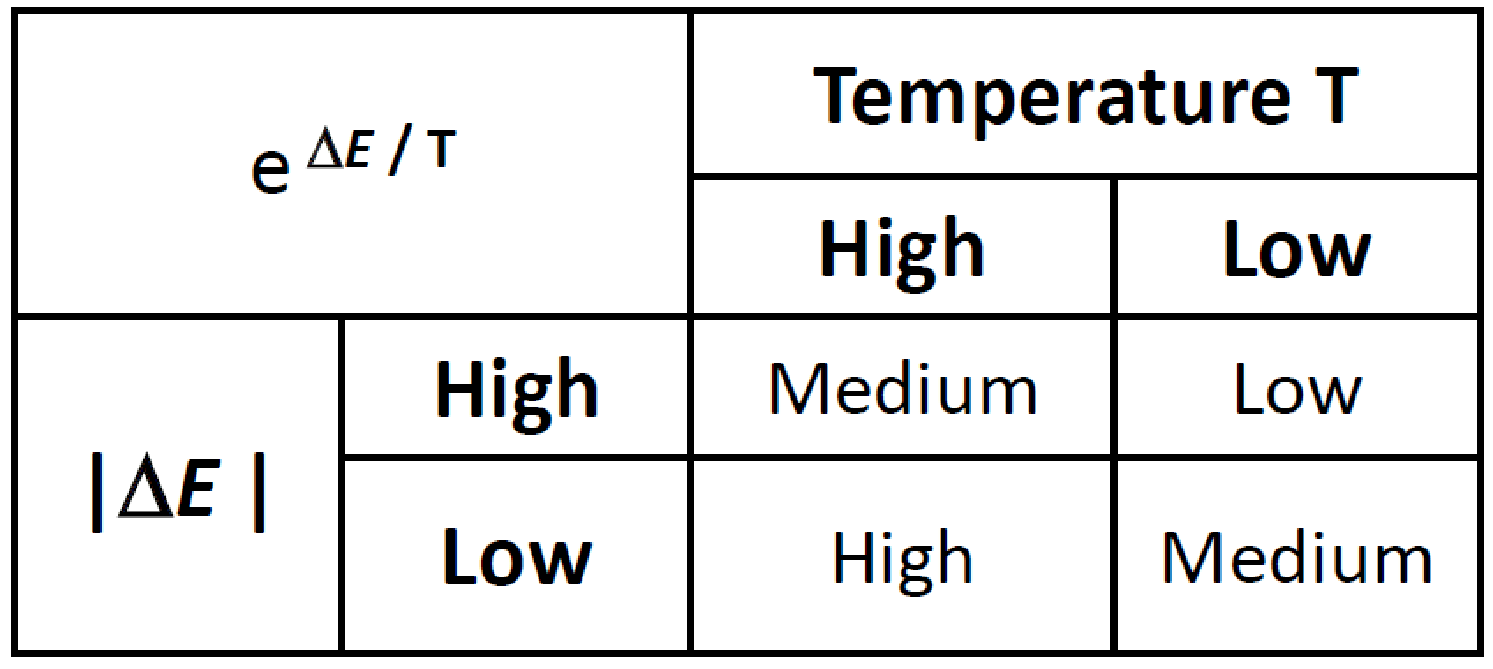 e ΔE / T
Temperature T
High Low
|ΔE |
High Medium Low
Low High Medium